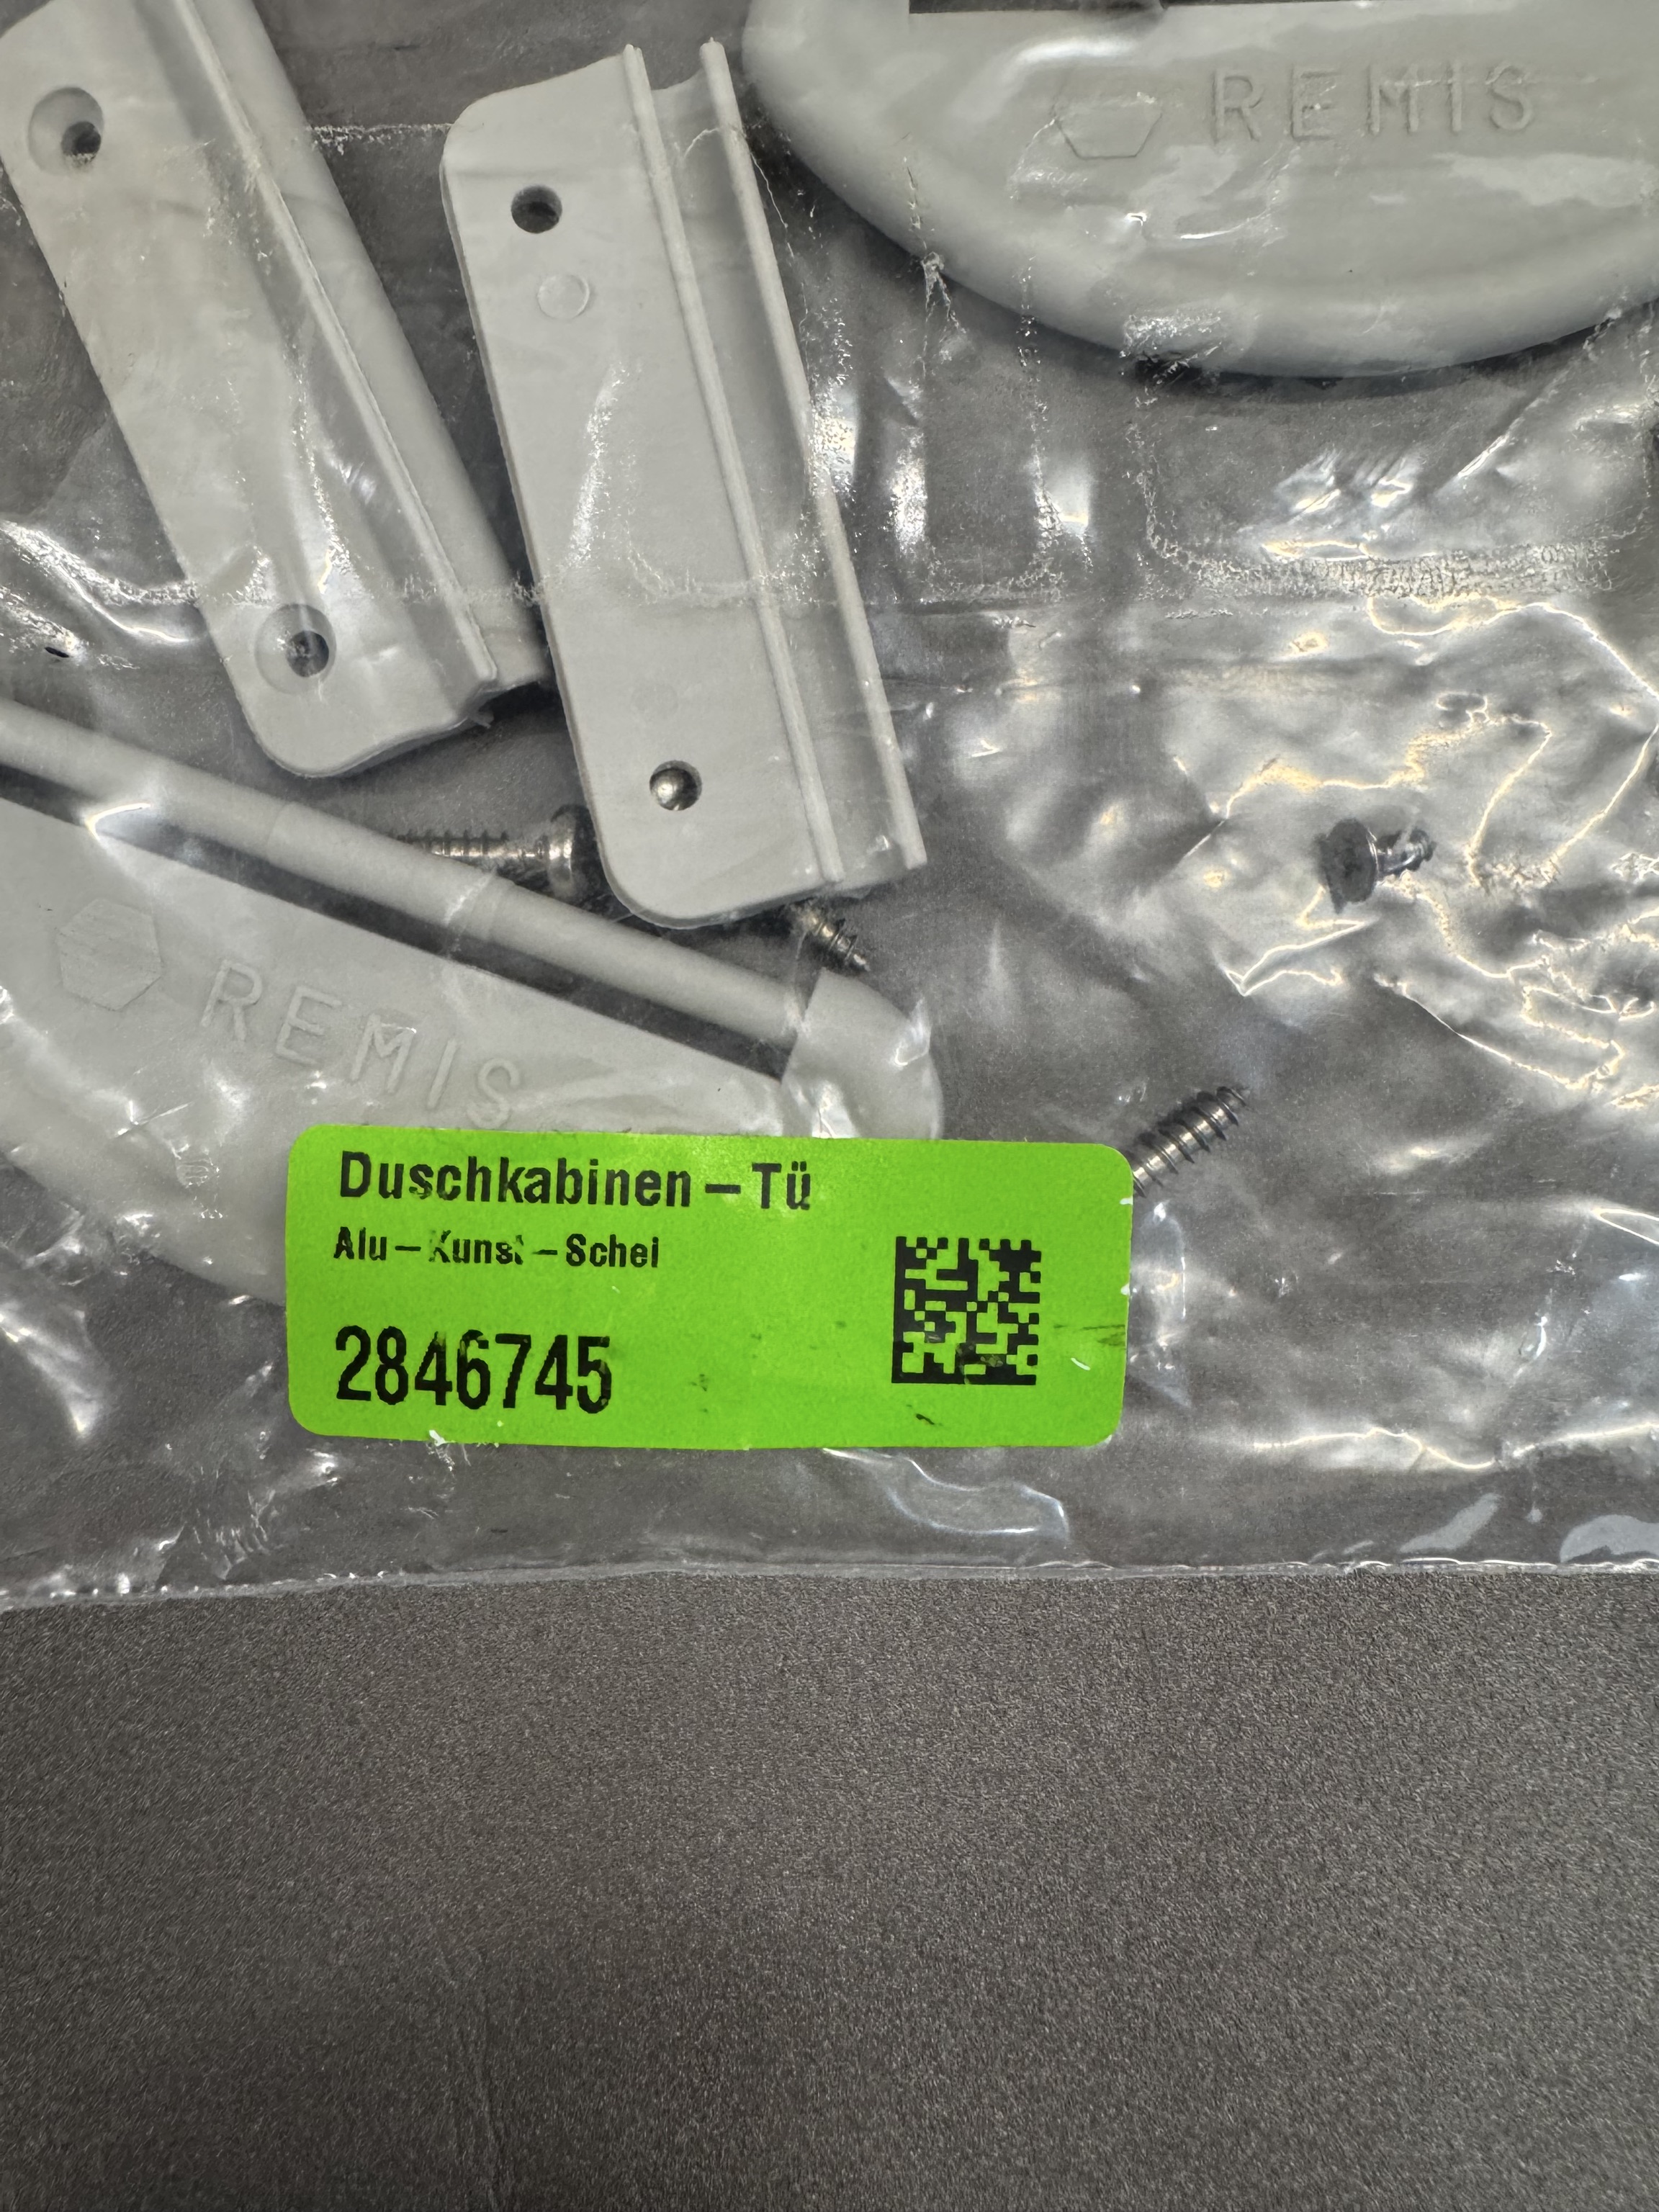 REMIS
REMIS
Duschkabinen – Tü
Alu – Kunst – Schei
2846745